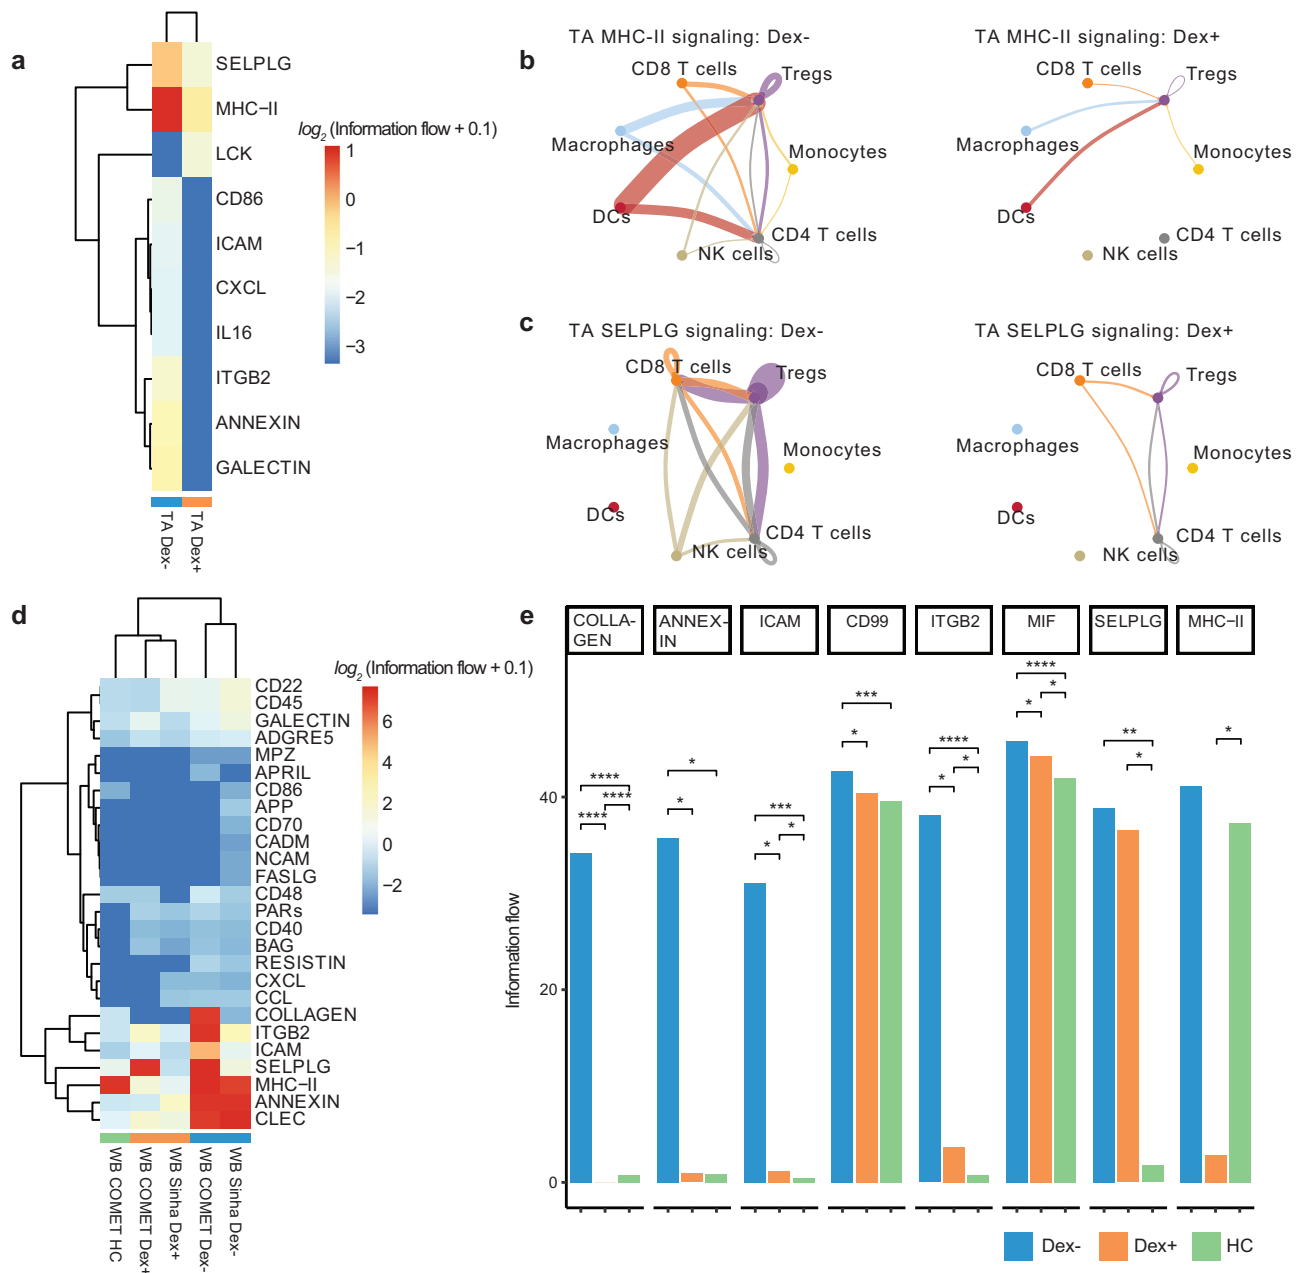 a
SELPLG
MHC−II
LCK
CD86
ICAM
CXCL
IL16
ITGB2
ANNEXIN
GALECTIN
TA Dex-
TA Dex+
log2 (Information flow + 0.1)
1
0
−1
−2
−3
b
TA MHC-II signaling: Dex-
CD8 T cells
Tregs
Macrophages
Monocytes
DCs
CD4 T cells
NK cells
TA MHC-II signaling: Dex+
CD8 T cells
Tregs
Macrophages
Monocytes
DCs
CD4 T cells
NK cells
c
TA SELPLG signaling: Dex-
CD8 T cells
Tregs
Macrophages
Monocytes
DCs
CD4 T cells
NK cells
TA SELPLG signaling: Dex+
CD8 T cells
Tregs
Macrophages
Monocytes
DCs
CD4 T cells
NK cells
d
log2 (Information flow + 0.1)
6
4
2
0
−2
CD22
CD45
GALECTIN
ADGRE5
MPZ
APRIL
CD86
APP
CD70
CADM
NCAM
FASLG
CD48
PARs
CD40
BAG
RESISTIN
CXCL
CCL
COLLAGEN
ITGB2
ICAM
SELPLG
MHC−II
ANNEXIN
CLEC
WB COMET HC
WB COMET Dex+
WB Sinha Dex+
WB COMET Dex-
WB Sinha Dex-
e
COLLA-
GEN
ANNEX-
IN
ICAM
CD99
ITGB2
MIF
SELPLG
MHC−II
****
****
****
*
*
***
*
*
***
*
****
*
*
****
*
*
**
*
*
Information flow
40
20
0
Dex-
Dex+
HC